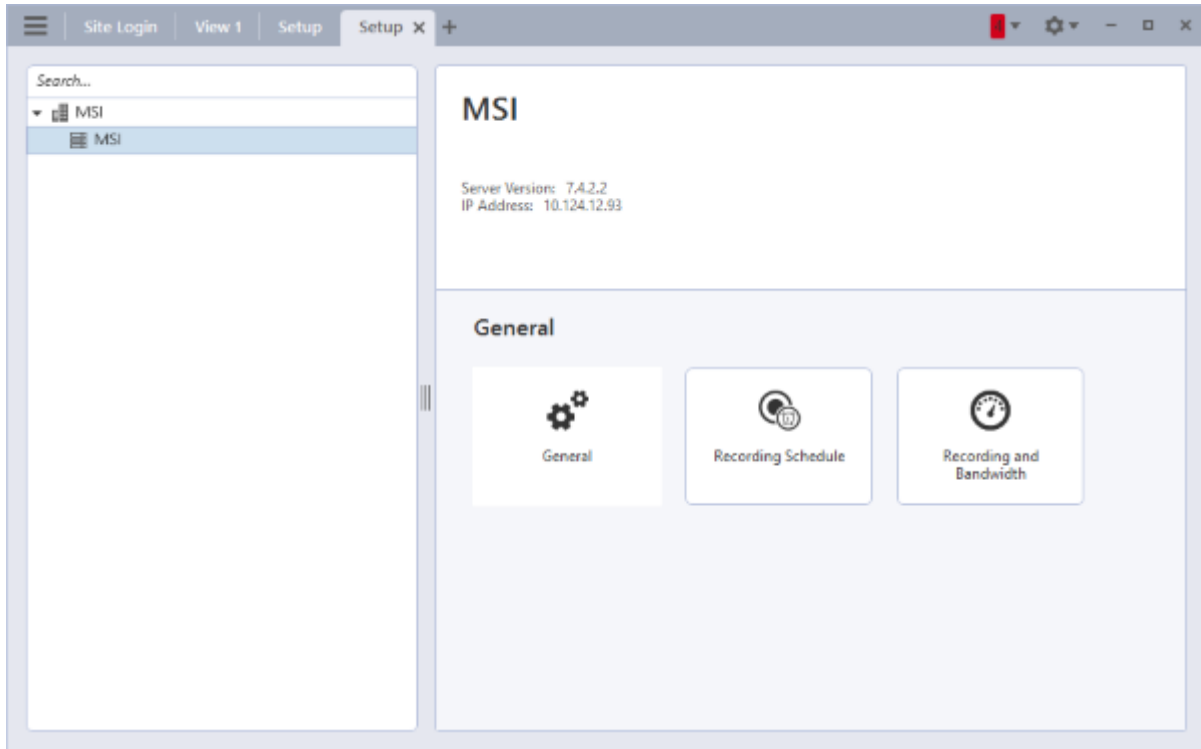 Site Login
View 1
Setup
Setup
4
Search...
MSI
MSI
MSI
Server Version: 7.4.2.2
IP Address: 10.124.12.93
General
General
Recording Schedule
Recording and
Bandwidth